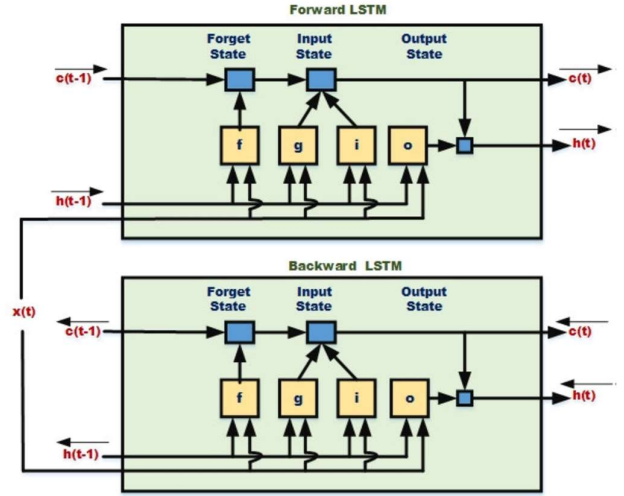 Forward LSTM
Forget Input Output
State State State
c(t-1) c(t)
f g i o h(t)
h(t-1)
Backward LSTM
Forget Input Output
State State State
x(t)
c(t-1) c(t)
f g i o h(t)
h(t-1)